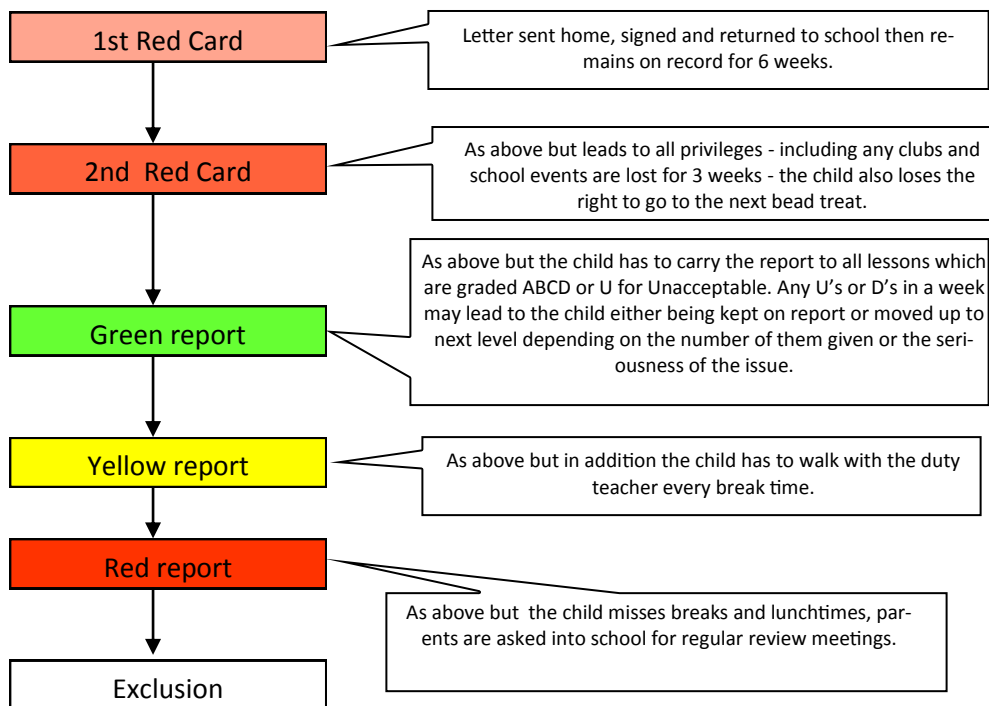 1st Red Card
Letter sent home, signed and returned to school then re-
mains on record for 6 weeks.
2nd  Red Card
As above but leads to all privileges - including any clubs and
school events are lost for 3 weeks - the child also loses the
right to go to the next bead treat.
As above but the child has to carry the report to all lessons which
are graded ABCD or U for Unacceptable. Any U's or D's in a week
may lead to the child either being kept on report or moved up to
next level depending on the number of them given or the seri-
ousness of the issue.
Green report
Yellow report
As above but in addition the child has to walk with the duty
teacher every break time.
Red report
As above but  the child misses breaks and lunchtimes, par-
ents are asked into school for regular review meetings.
Exclusion